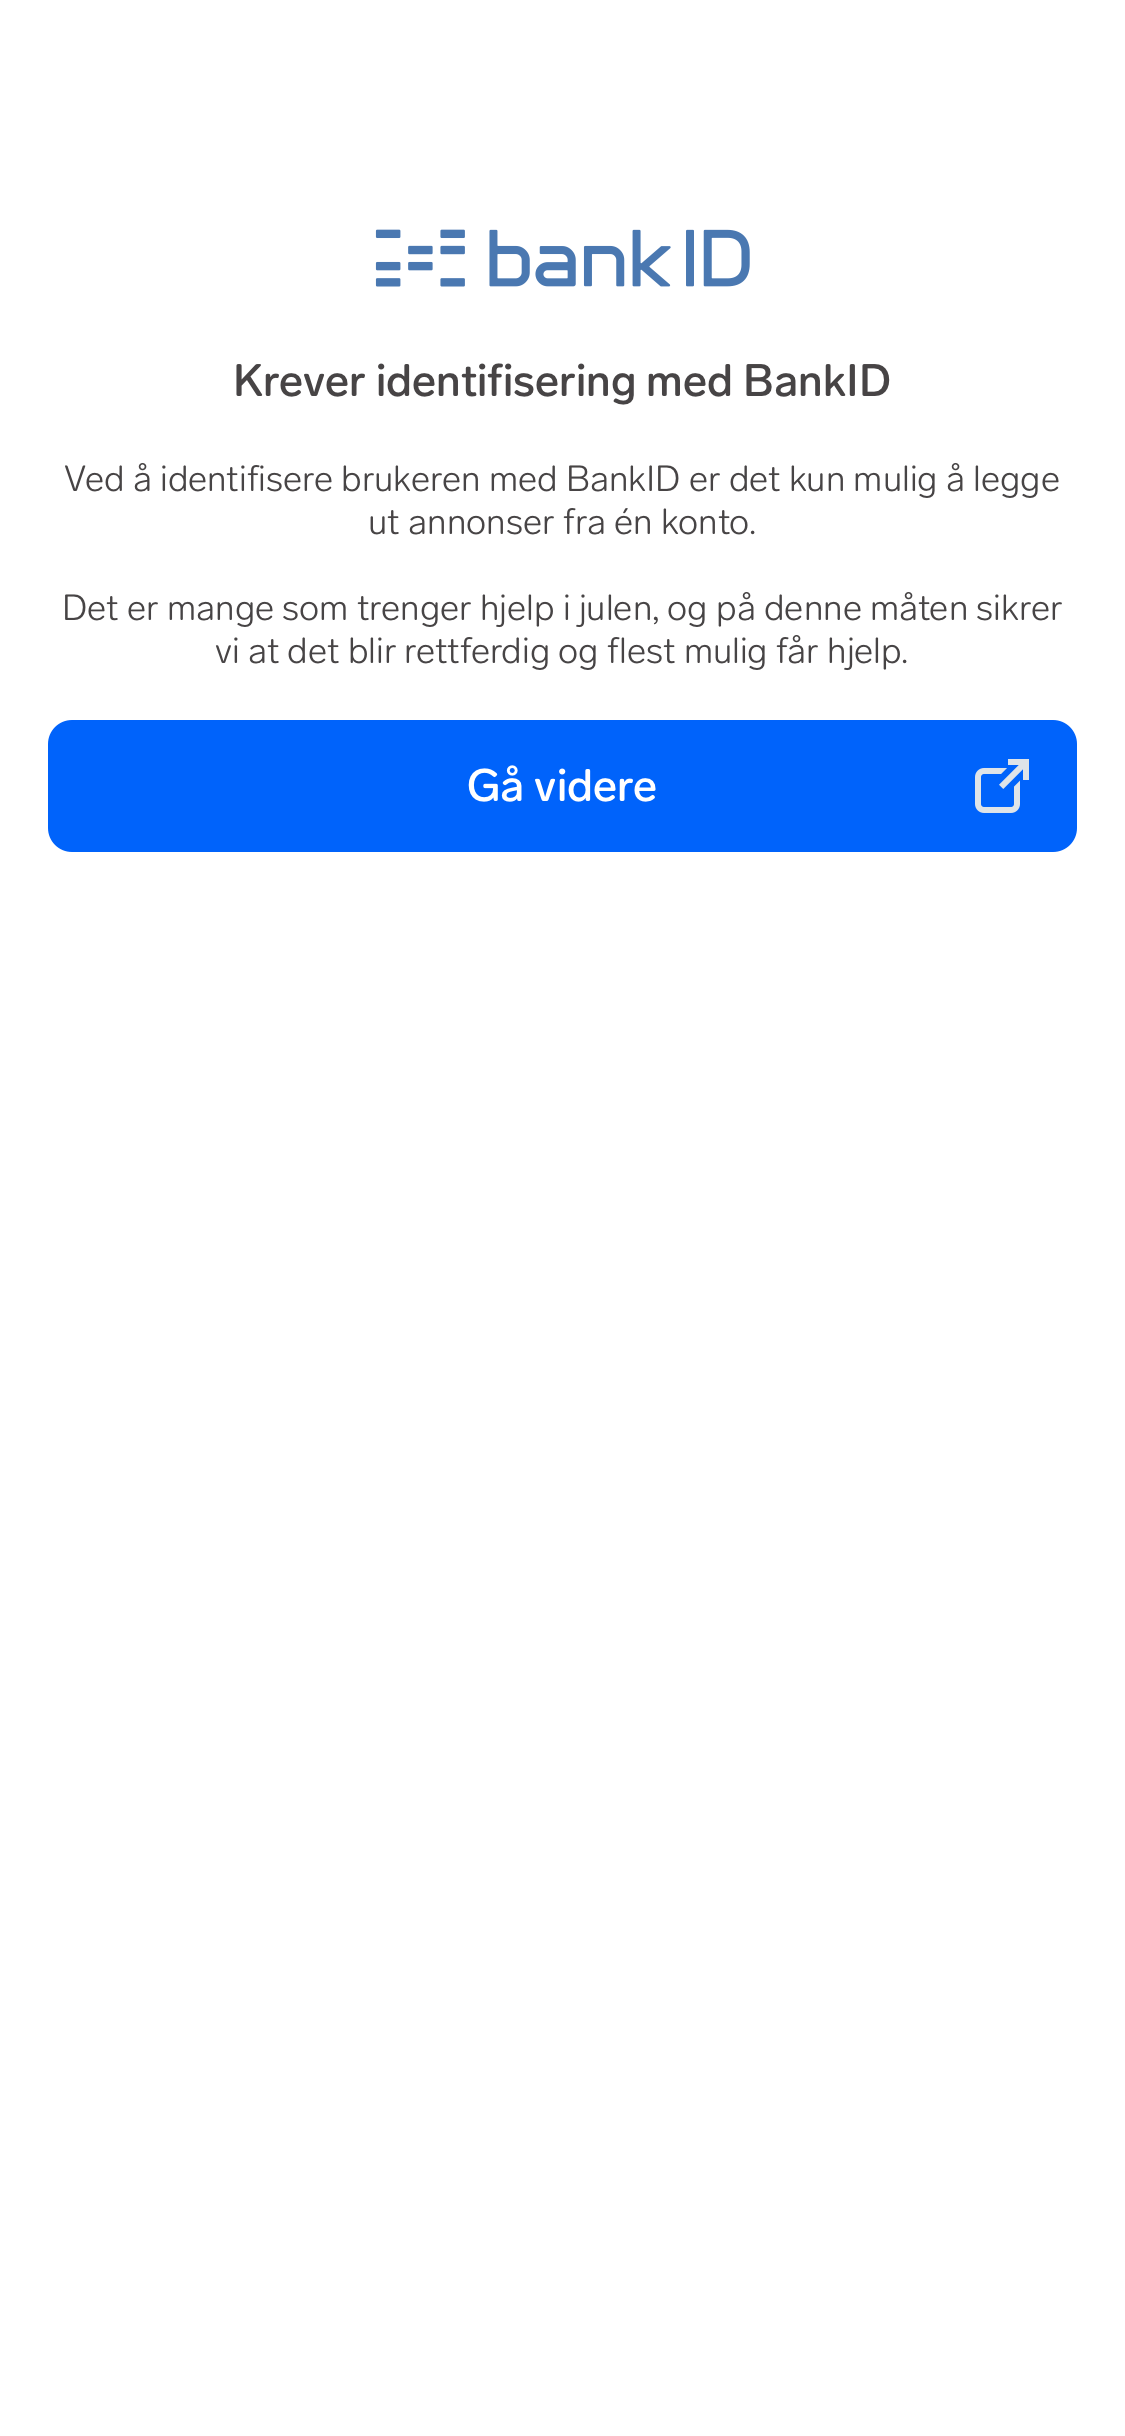 bankID
Krever identifisering med BankID
Ved å identifisere brukeren med BankID er det kun mulig å legge
ut annonser fra én konto.
Det er mange som trenger hjelp i julen, og på denne måten sikrer
vi at det blir rettferdig og flest mulig får hjelp.
Gå videre